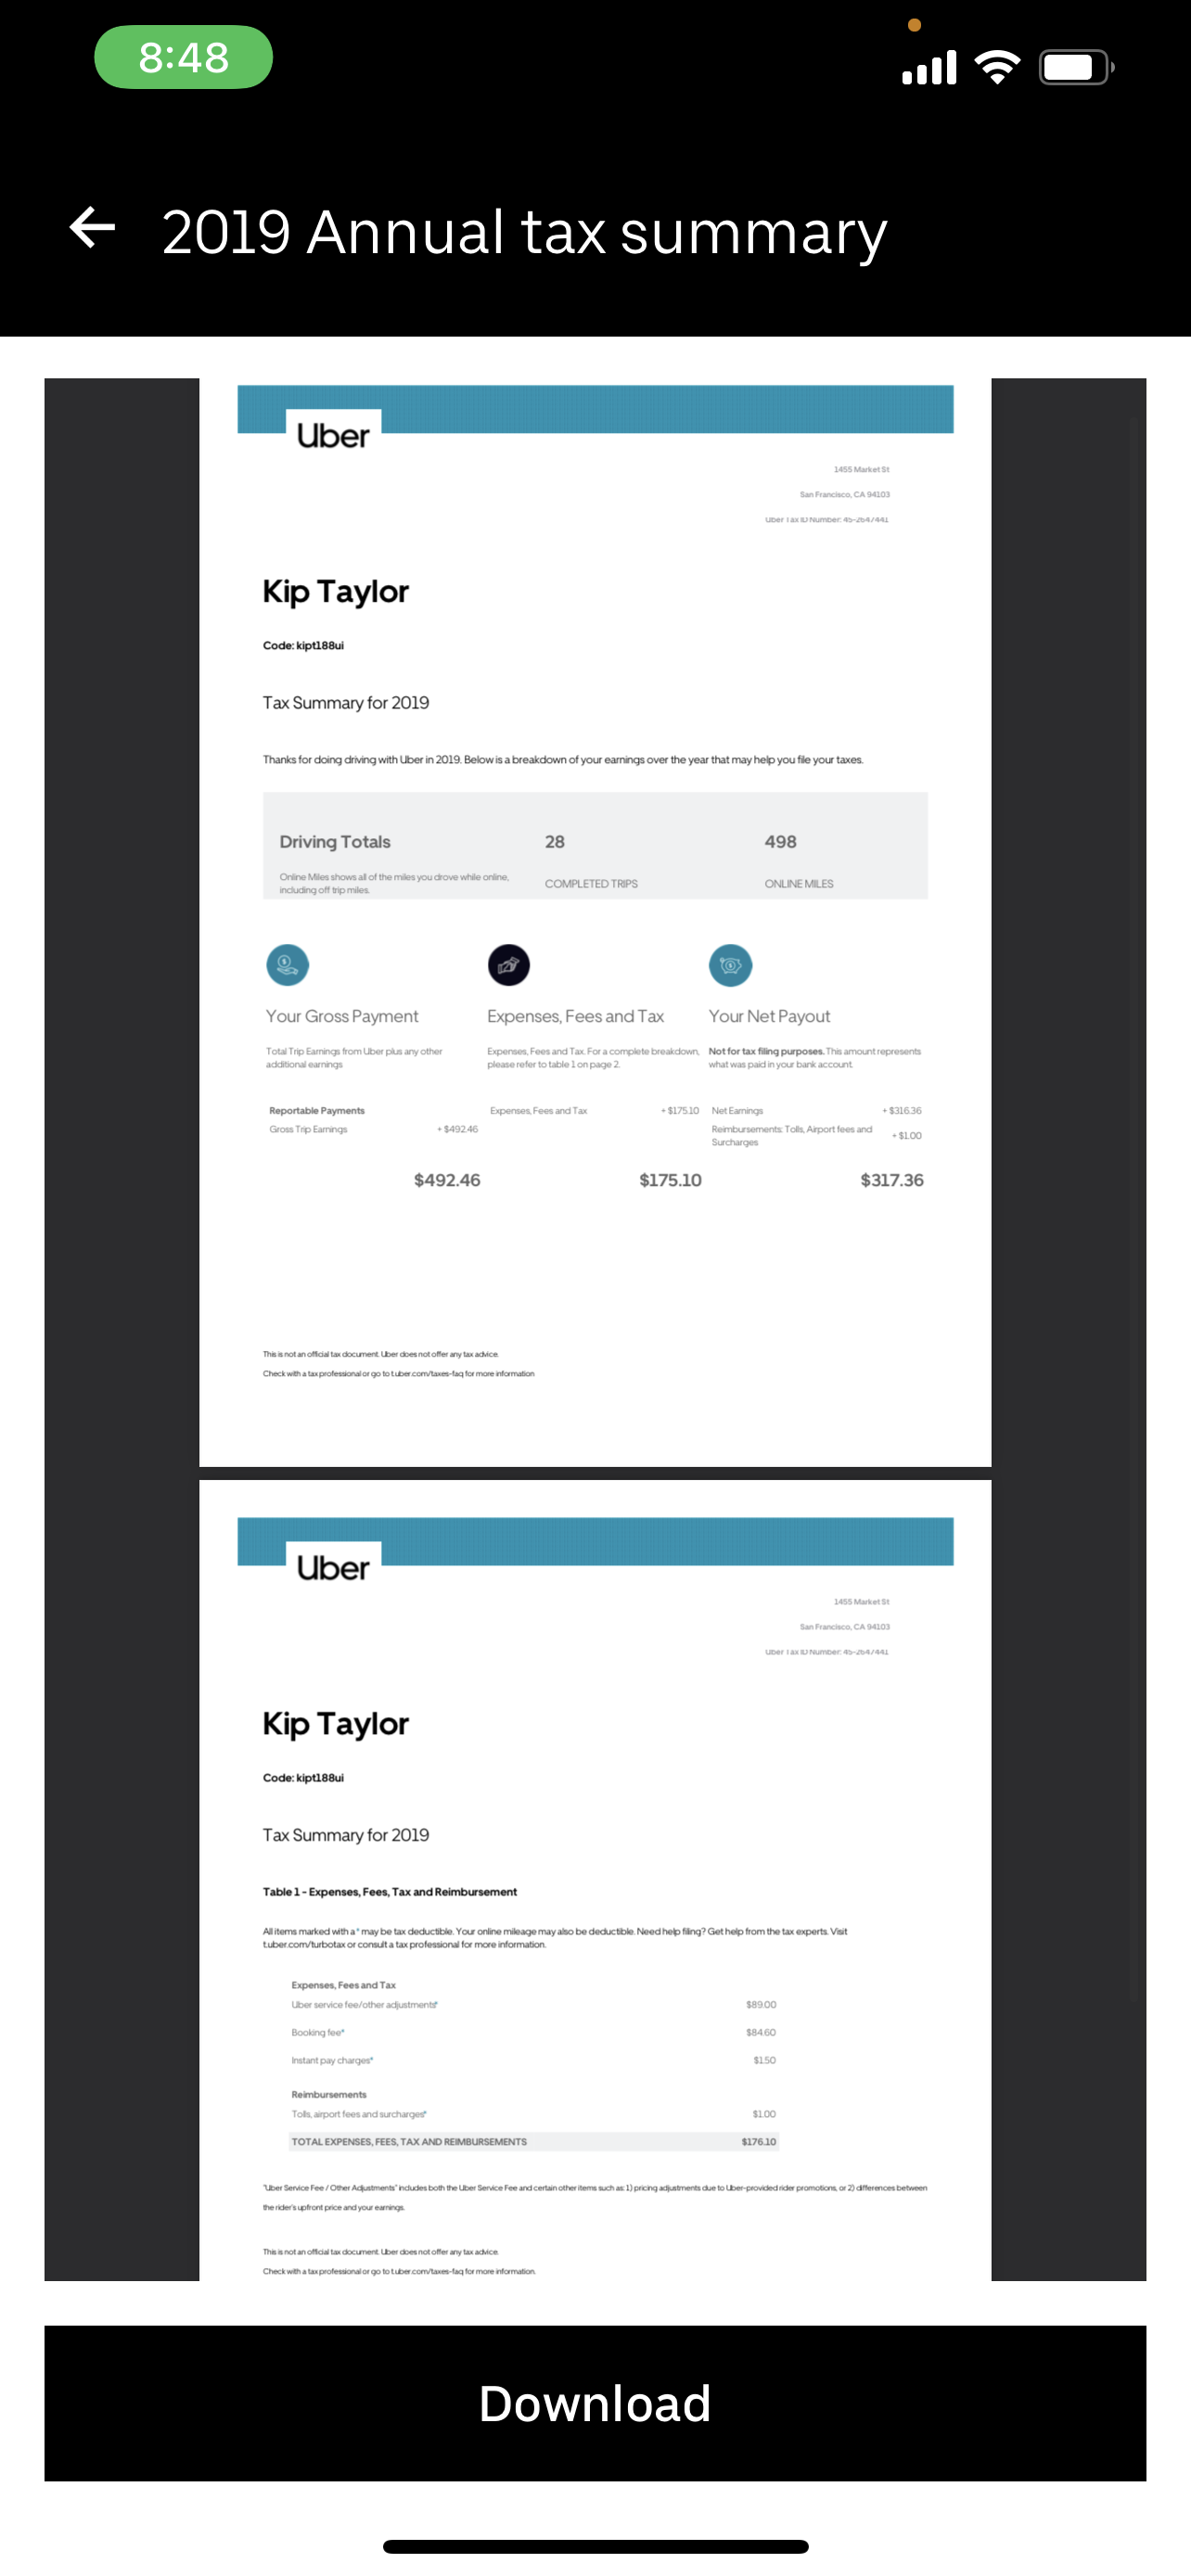 8:48
2019 Annual tax summary
Uber
1455 Market St
San Francisco, CA 94103
Uber Tax ID Number: 45-2647441
Kip Taylor
Code: kipt188ui
Tax Summary for 2019
Thanks for doing driving with Uber in 2019. Below is a breakdown of your earnings over the year that may help you file your taxes.
Driving Totals
Online Miles shows all of the miles you drove while online,
including off trip miles.
28
COMPLETED TRIPS
498
ONLINE MILES
Your Gross Payment
Total Trip Earnings from Uber plus any other
additional earnings
Reportable Payments
Gross Trip Earnings + $492.46
$492.46
Expenses, Fees and Tax
Expenses, Fees and Tax. For a complete breakdown,
please refer to table 1 on page 2.
Expenses, Fees and Tax + $175.10
$175.10
Your Net Payout
Not for tax filing purposes. This amount represents
what was paid in your bank account.
Net Earnings + $316.36
Reimbursements: Tolls, Airport fees and
Surcharges + $1.00
$317.36
This is not an official tax document. Uber does not offer any tax advice.
Check with a tax professional or go to t.uber.com/taxes-faq for more information
Uber
1455 Market St
San Francisco, CA 94103
Uber Tax ID Number: 45-2647441
Kip Taylor
Code: kipt188ui
Tax Summary for 2019
Table 1 - Expenses, Fees, Tax and Reimbursement
All items marked with a * may be tax deductible. Your online mileage may also be deductible. Need help filing? Get help from the tax experts. Visit
t.uber.com/turbotax or consult a tax professional for more information.
Expenses, Fees and Tax
Uber service fee/other adjustments* $89.00
Booking fee* $84.60
Instant pay charges* $1.50
Reimbursements
Tolls, airport fees and surcharges* $1.00
TOTAL EXPENSES, FEES, TAX AND REIMBURSEMENTS $176.10
"Uber Service Fee / Other Adjustments" includes both the Uber Service Fee and certain other items such as: 1) pricing adjustments due to Uber-provided rider promotions, or 2) differences between
the rider's upfront price and your earnings.
This is not an official tax document. Uber does not offer any tax advice.
Check with a tax professional or go to t.uber.com/taxes-faq for more information.
Download